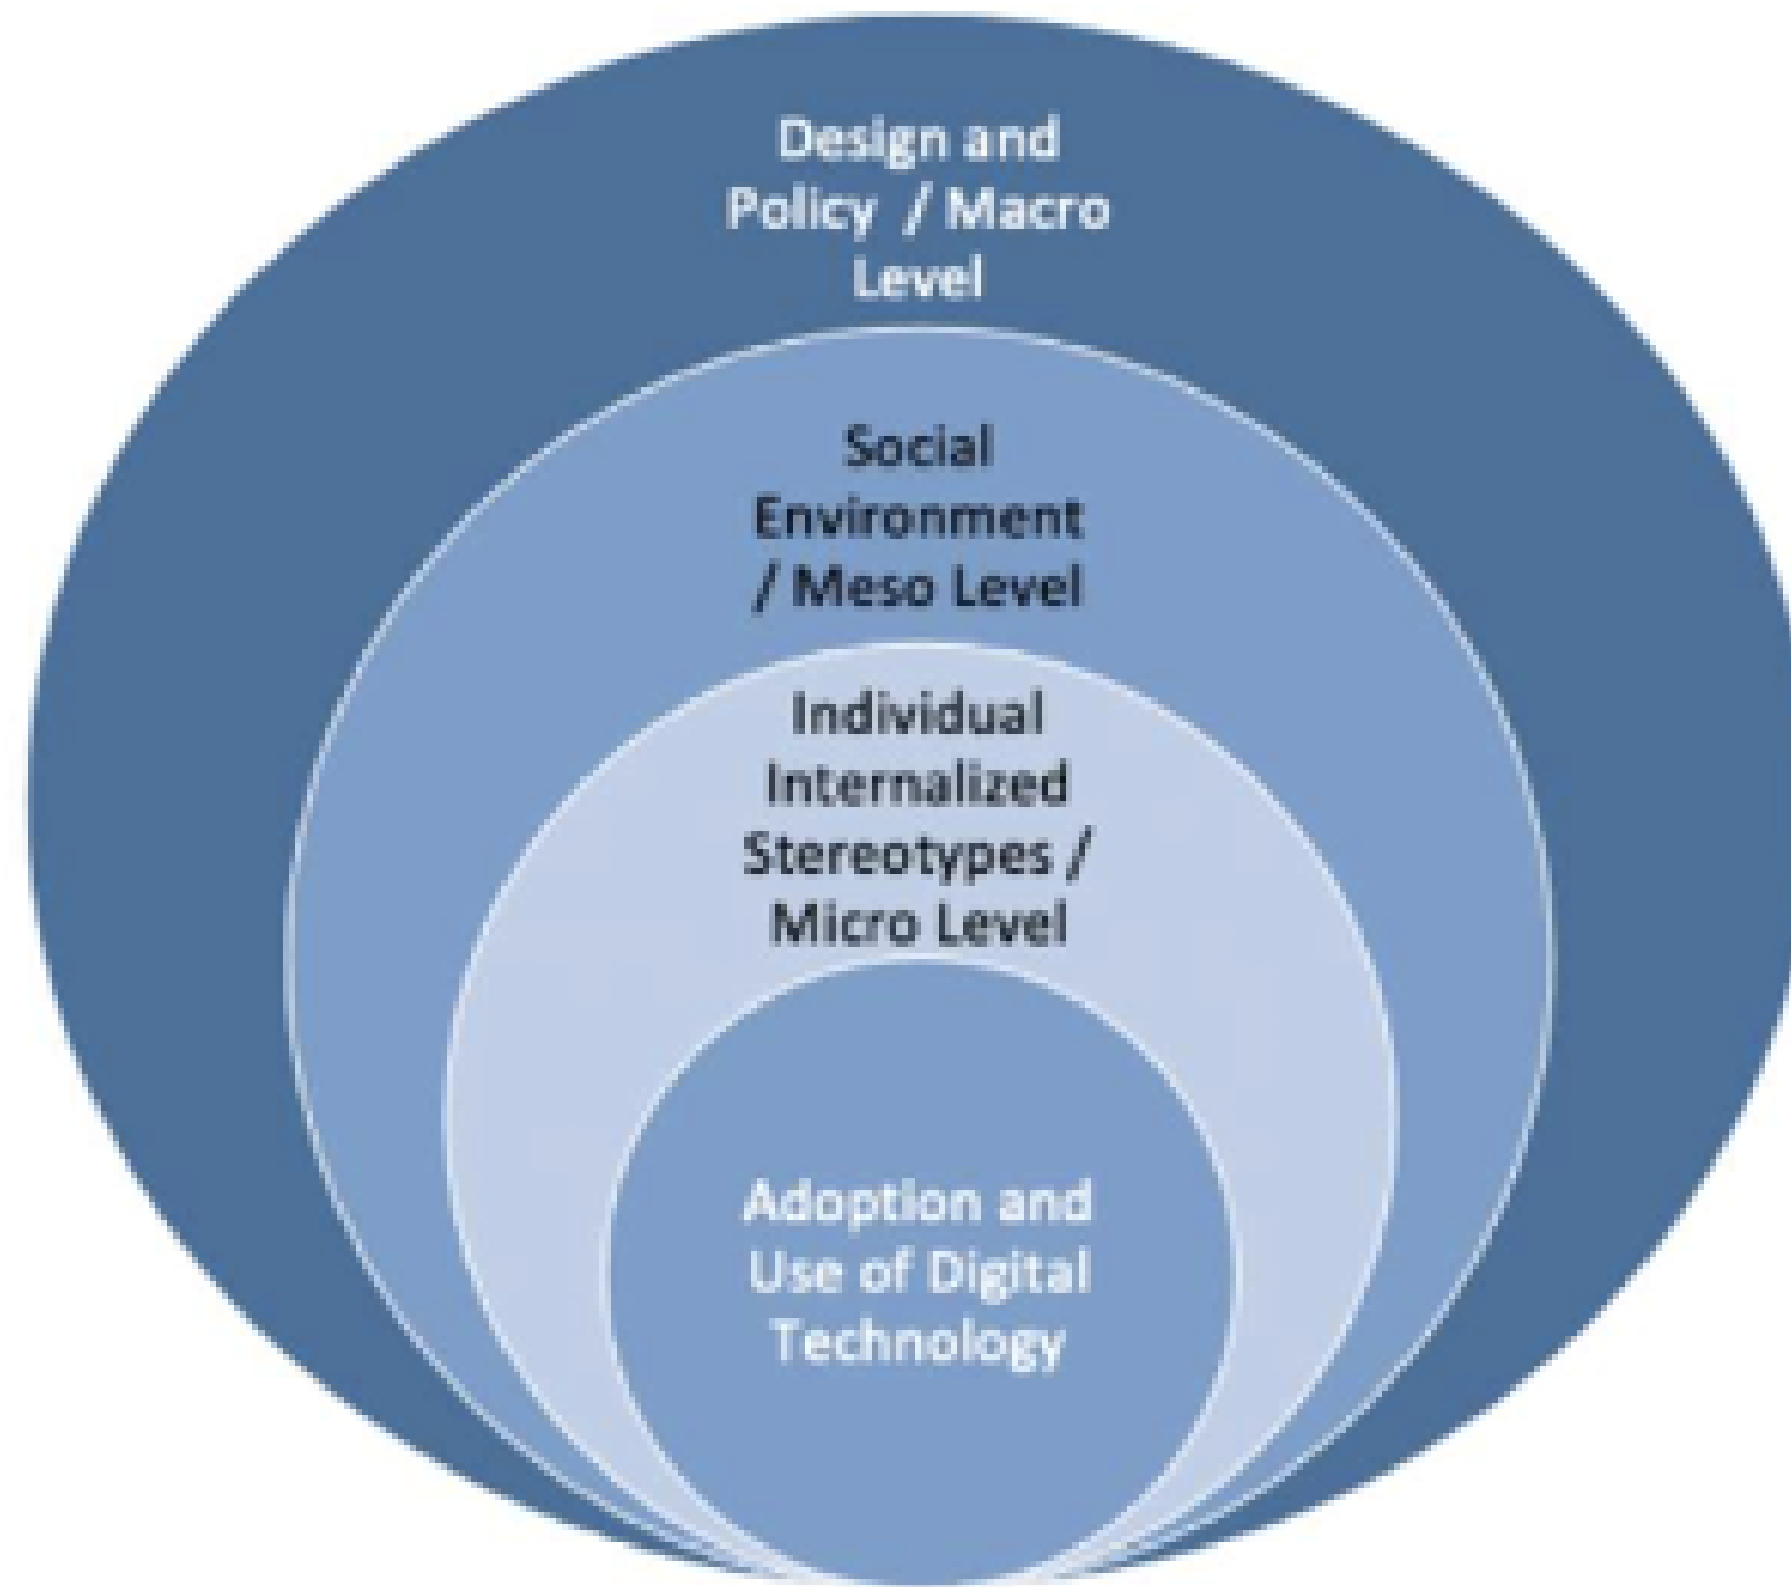 Design and
Policy / Macro
Level
Social
Environment
/ Meso Level
Individual
Internalized
Stereotypes /
Micro Level
Adoption and
Use of Digital
Technology